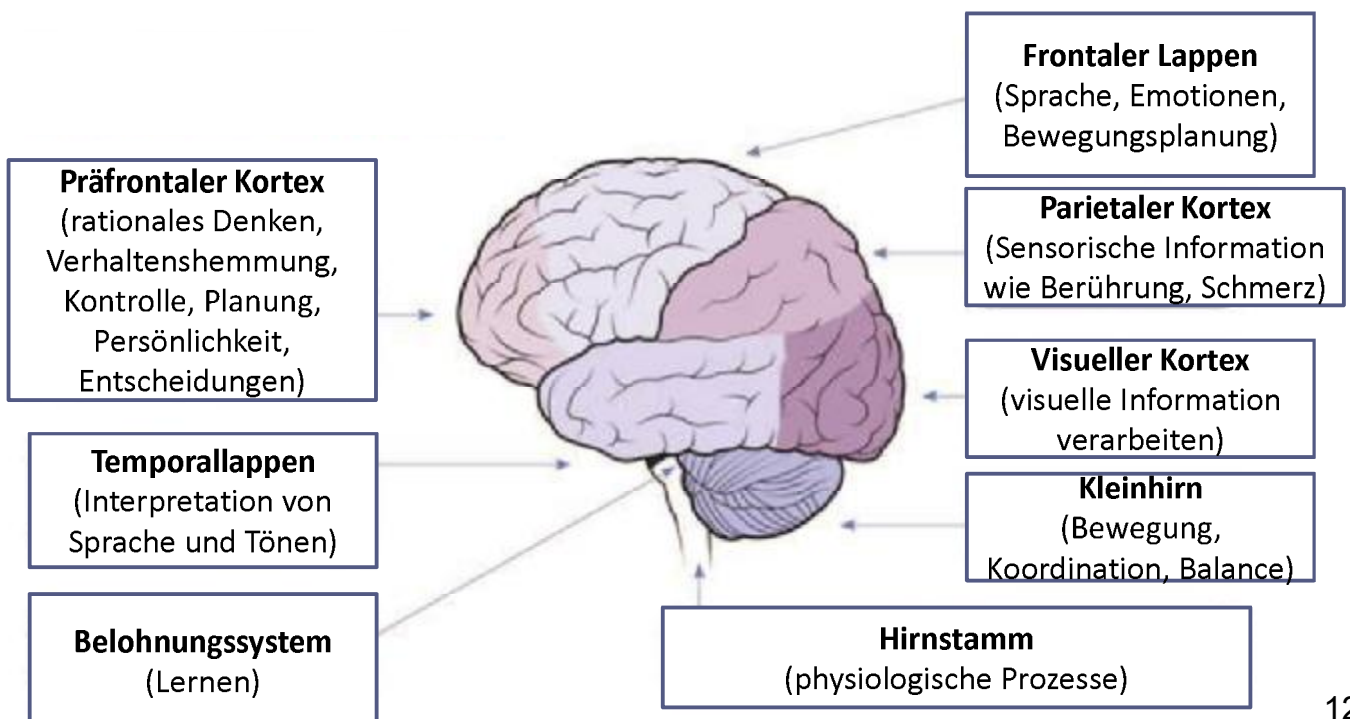 Frontaler Lappen
(Sprache, Emotionen,
Bewegungsplanung)
Präfrontaler Kortex
(rationales Denken,
Verhaltenshemmung,
Kontrolle, Planung,
Persönlichkeit,
Entscheidungen)
Parietaler Kortex
(Sensorische Information
wie Berührung, Schmerz)
Visueller Kortex
(visuelle Information
verarbeiten)
Temporallappen
(Interpretation von
Sprache und Tönen)
Kleinhirn
(Bewegung,
Koordination, Balance)
Belohnungssystem
(Lernen)
Hirnstamm
(physiologische Prozesse)
12